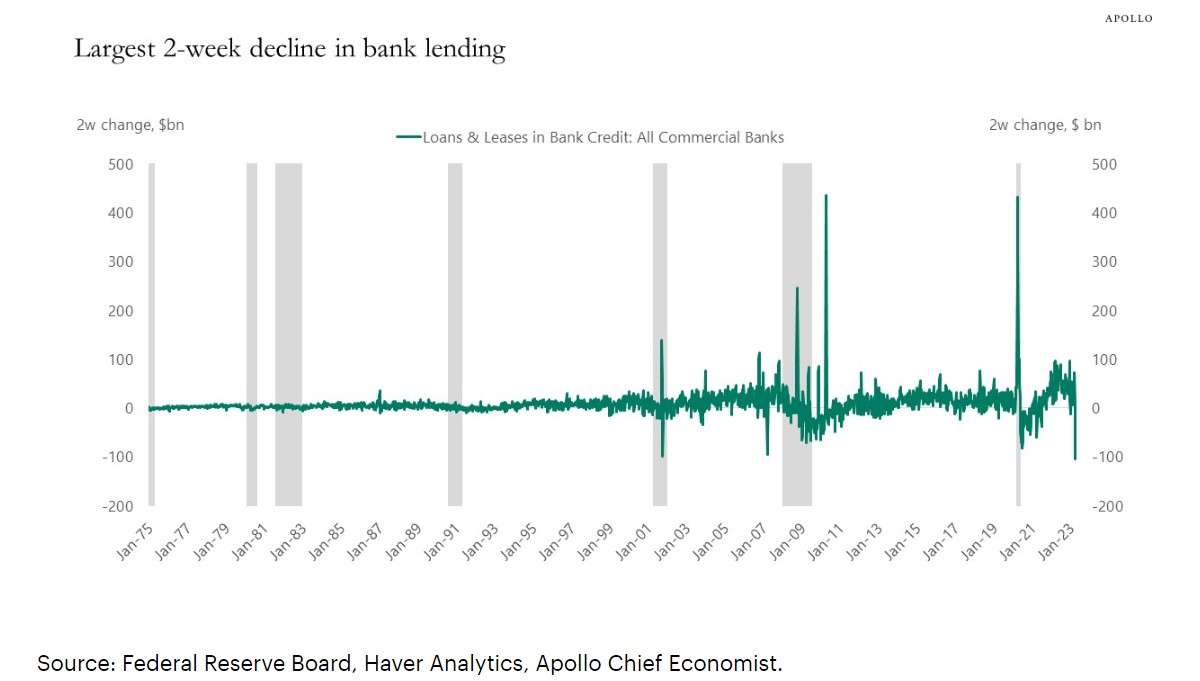 APOLLO
Largest 2-week decline in bank lending
2w change, $bn
2w change, $ bn
Loans & Leases in Bank Credit: All Commercial Banks
500
500
400
400
300
300
200
200
100
100
0
0
-100
-100
-200
-200
Jan-75
Jan-77
Jan-79
Jan-81
Jan-83
Jan-85
Jan-87
Jan-89
Jan-91
Jan-93
Jan-95
Jan-97
Jan-99
Jan-01
Jan-03
Jan-05
Jan-07
Jan-09
Jan-11
Jan-13
Jan-15
Jan-17
Jan-19
Jan-21
Jan-23
Source: Federal Reserve Board, Haver Analytics, Apollo Chief Economist.